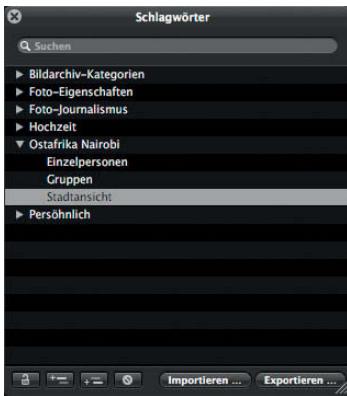 Schlagwörter
Suchen
Bildarchiv-Kategorien
Foto-Eigenschaften
Foto-Journalismus
Hochzeit
Ostafrika Nairobi
Einzelpersonen
Gruppen
Stadtansicht
Persöhnlich
Importieren ... Exportieren ...